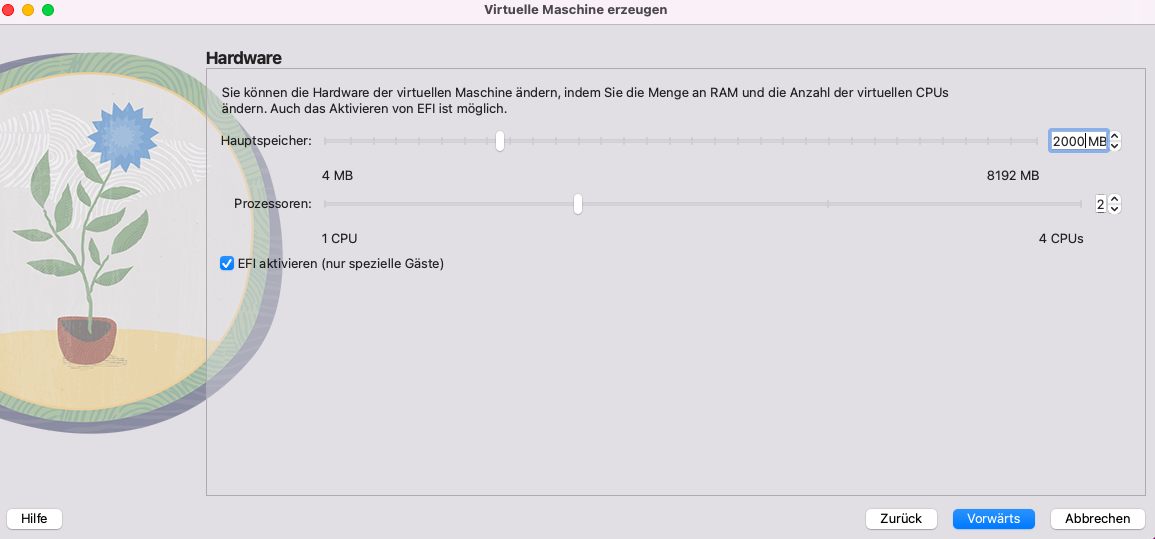 Virtuelle Maschine erzeugen
Hardware
Sie können die Hardware der virtuellen Maschine ändern, indem Sie die Menge an RAM und die Anzahl der virtuellen CPUs
ändern. Auch das Aktivieren von EFI ist möglich.
Hauptspeicher: 2000 MB
4 MB 8192 MB
Prozessoren: 2
1 CPU 4 CPUs
EFI aktivieren (nur spezielle Gäste)
Hilfe Zurück Vorwärts Abbrechen